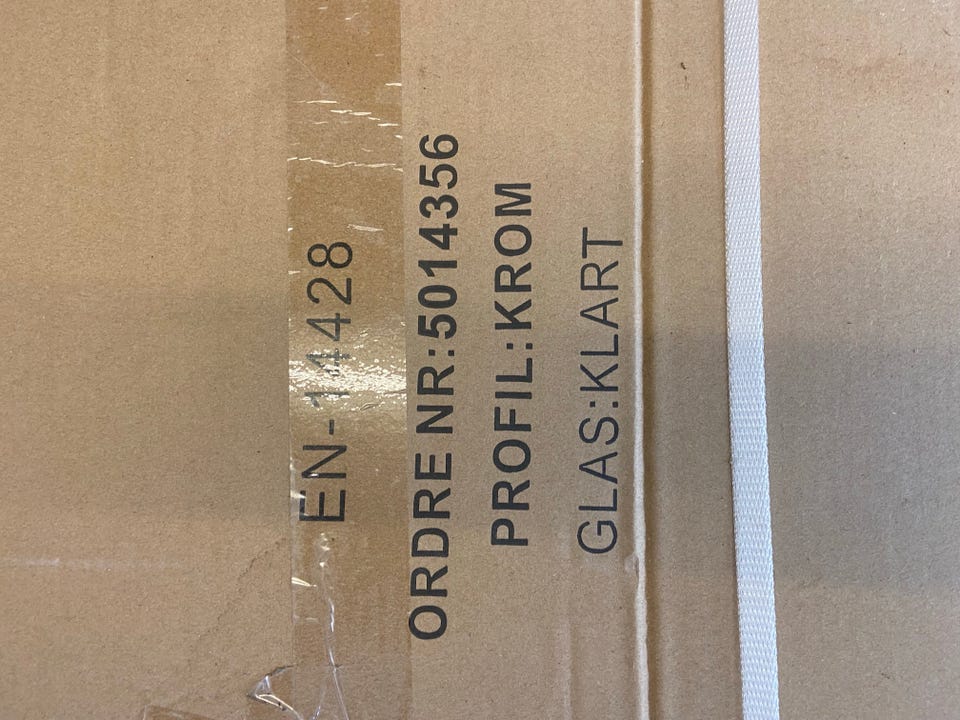 EN-14428
ORDRE NR:5014356
PROFIL:KROM
GLAS:KLART